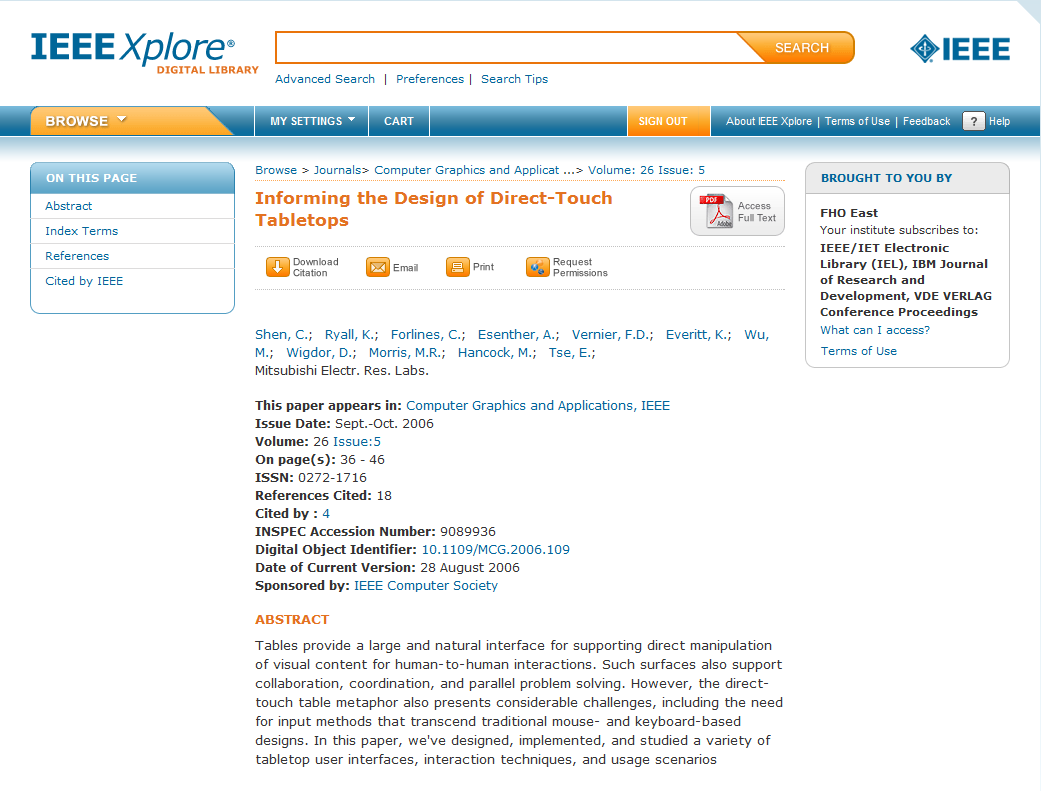 IEEE Xplore®
DIGITAL LIBRARY
SEARCH
IEEE
Advanced Search | Preferences | Search Tips
BROWSE
MY SETTINGS
CART
SIGN OUT
About IEEE Xplore | Terms of Use | Feedback
? Help
ON THIS PAGE
Abstract
Index Terms
References
Cited by IEEE
Browse > Journals> Computer Graphics and Applicat ...> Volume: 26 Issue: 5
Informing the Design of Direct-Touch
Tabletops
PDF
Adobe
Access
Full Text
Download
Citation
Email
Print
Request
Permissions
Shen, C.; Ryall, K.; Forlines, C.; Esenther, A.; Vernier, F.D.; Everitt, K.; Wu,
M.; Wigdor, D.; Morris, M.R.; Hancock, M.; Tse, E.;
Mitsubishi Electr. Res. Labs.
This paper appears in: Computer Graphics and Applications, IEEE
Issue Date: Sept.-Oct. 2006
Volume: 26 Issue:5
On page(s): 36 - 46
ISSN: 0272-1716
References Cited: 18
Cited by : 4
INSPEC Accession Number: 9089936
Digital Object Identifier: 10.1109/MCG.2006.109
Date of Current Version: 28 August 2006
Sponsored by: IEEE Computer Society
ABSTRACT
Tables provide a large and natural interface for supporting direct manipulation
of visual content for human-to-human interactions. Such surfaces also support
collaboration, coordination, and parallel problem solving. However, the direct-
touch table metaphor also presents considerable challenges, including the need
for input methods that transcend traditional mouse- and keyboard-based
designs. In this paper, we've designed, implemented, and studied a variety of
tabletop user interfaces, interaction techniques, and usage scenarios
BROUGHT TO YOU BY
FHO East
Your institute subscribes to:
IEEE/IET Electronic
Library (IEL), IBM Journal
of Research and
Development, VDE VERLAG
Conference Proceedings
What can I access?
Terms of Use